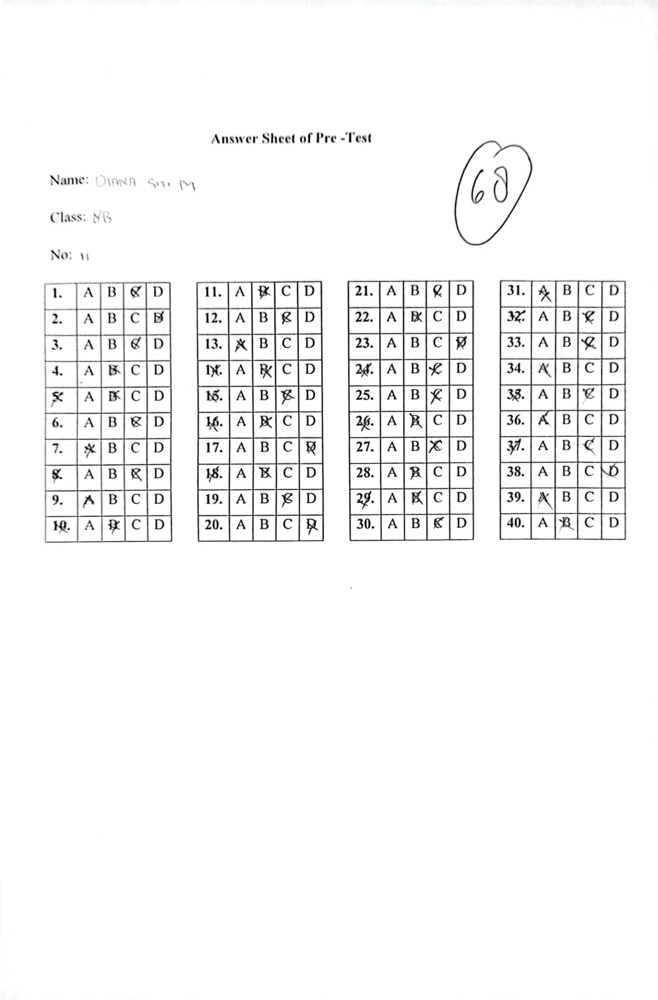 Answer Sheet of Pre -Test
68
Name: DIANA SITI M
Class: 8B
No: 11
1. A B C D 11. A B C D 21. A B C D 31. A B C D
2. A B C D 12. A B C D 22. A B C D 32. A B C D
3. A B C D 13. A B C D 23. A B C D 33. A B C D
4. A B C D 14. A B C D 24. A B C D 34. A B C D
5. A B C D 15. A B C D 25. A B C D 35. A B C D
6. A B C D 16. A B C D 26. A B C D 36. A B C D
7. A B C D 17. A B C D 27. A B C D 37. A B C D
8. A B C D 18. A B C D 28. A B C D 38. A B C D
9. A B C D 19. A B C D 29. A B C D 39. A B C D
10. A B C D 20. A B C D 30. A B C D 40. A B C D